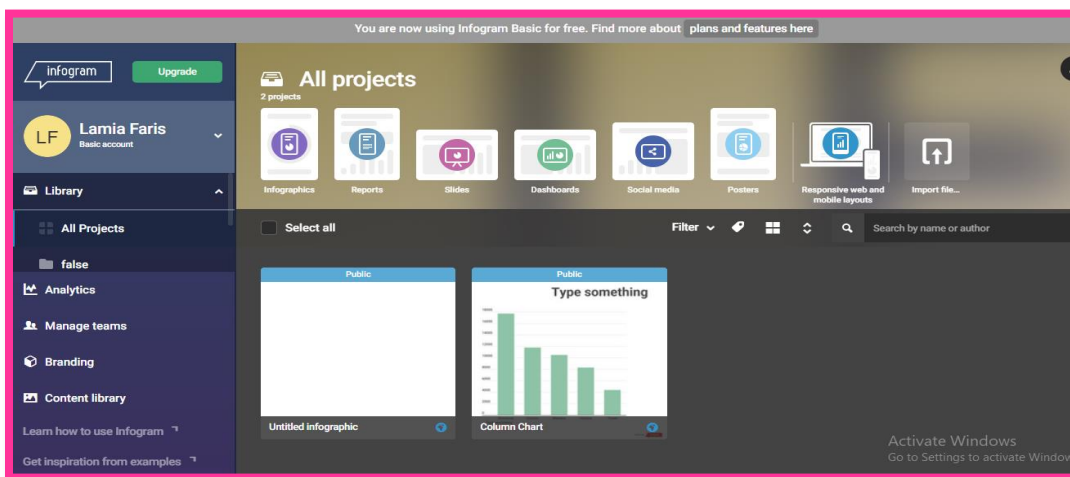 You are now using Infogram Basic for free. Find more about plans and features here
infogram
Upgrade
LF
Lamia Faris
Basic account
Library
All Projects
false
Analytics
Manage teams
Branding
Content library
Learn how to use Infogram
Get inspiration from examples
All projects
2 projects
Infographics
Reports
Slides
Dashboards
Social media
Posters
Responsive web and
mobile layouts
Import file...
Select all
Filter
Search by name or author
Public
Untitled infographic
Public
Type something
Column Chart
Activate Windows
Go to Settings to activate Window